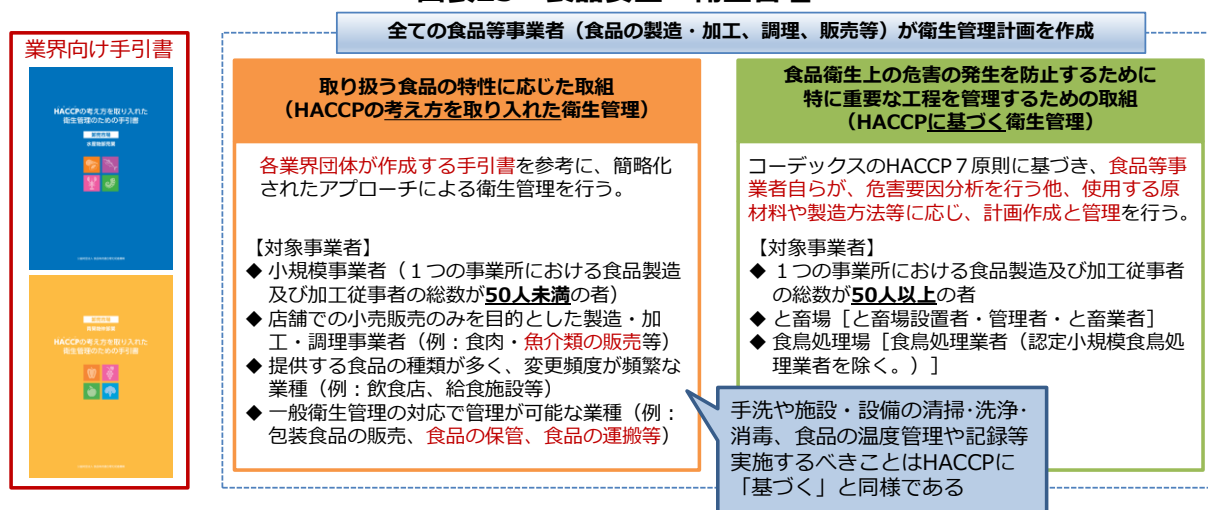 全ての食品等事業者（食品の製造・加工、調理、販売等）が衛生管理計画を作成
業界向け手引書
HACCPの考え方を取り入れた
衛生管理のための手引書
HACCPの考え方を取り入れた
衛生管理のための手引書
取り扱う食品の特性に応じた取組
（HACCPの考え方を取り入れた衛生管理）
各業界団体が作成する手引書を参考に、簡略化
されたアプローチによる衛生管理を行う。
【対象事業者】
◆ 小規模事業者（１つの事業所における食品製造
及び加工従事者の総数が50人未満の者）
◆ 店舗での小売販売のみを目的とした製造・加
工・調理事業者（例：食肉・魚介類の販売等）
◆ 提供する食品の種類が多く、変更頻度が頻繁な
業種（例：飲食店、給食施設等）
◆ 一般衛生管理の対応で管理が可能な業種（例：
包装食品の販売、食品の保管、食品の運搬等）
食品衛生上の危害の発生を防止するために
特に重要な工程を管理するための取組
（HACCPに基づく衛生管理）
コーデックスのHACCP７原則に基づき、食品等事
業者自らが、危害要因分析を行う他、使用する原
材料や製造方法等に応じ、計画作成と管理を行う。
【対象事業者】
◆ １つの事業所における食品製造及び加工従事者
の総数が50人以上の者
◆ と畜場［と畜場設置者・管理者・と畜業者］
◆ 食鳥処理場［食鳥処理業者（認定小規模食鳥処
理業者を除く。）］
手洗や施設・設備の清掃・洗浄・
消毒、食品の温度管理や記録等
実施するべきことはHACCPに
「基づく」と同様である